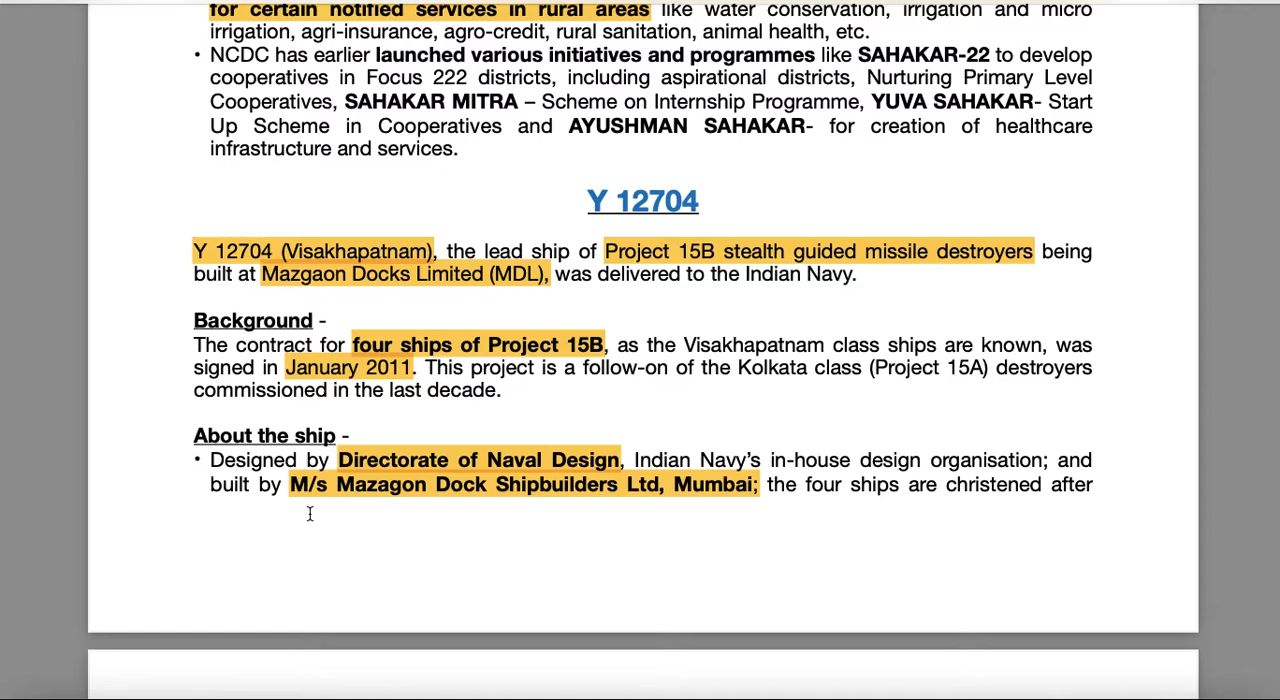 for certain notified services in rural areas like water conservation, irrigation and micro
irrigation, agri-insurance, agro-credit, rural sanitation, animal health, etc.
• NCDC has earlier launched various initiatives and programmes like SAHAKAR-22 to develop
cooperatives in Focus 222 districts, including aspirational districts, Nurturing Primary Level
Cooperatives, SAHAKAR MITRA – Scheme on Internship Programme, YUVA SAHAKAR- Start
Up Scheme in Cooperatives and AYUSHMAN SAHAKAR- for creation of healthcare
infrastructure and services.
Y 12704
Y 12704 (Visakhapatnam), the lead ship of Project 15B stealth guided missile destroyers being
built at Mazgaon Docks Limited (MDL), was delivered to the Indian Navy.
Background -
The contract for four ships of Project 15B, as the Visakhapatnam class ships are known, was
signed in January 2011. This project is a follow-on of the Kolkata class (Project 15A) destroyers
commissioned in the last decade.
About the ship -
• Designed by Directorate of Naval Design, Indian Navy's in-house design organisation; and
built by M/s Mazagon Dock Shipbuilders Ltd, Mumbai; the four ships are christened after